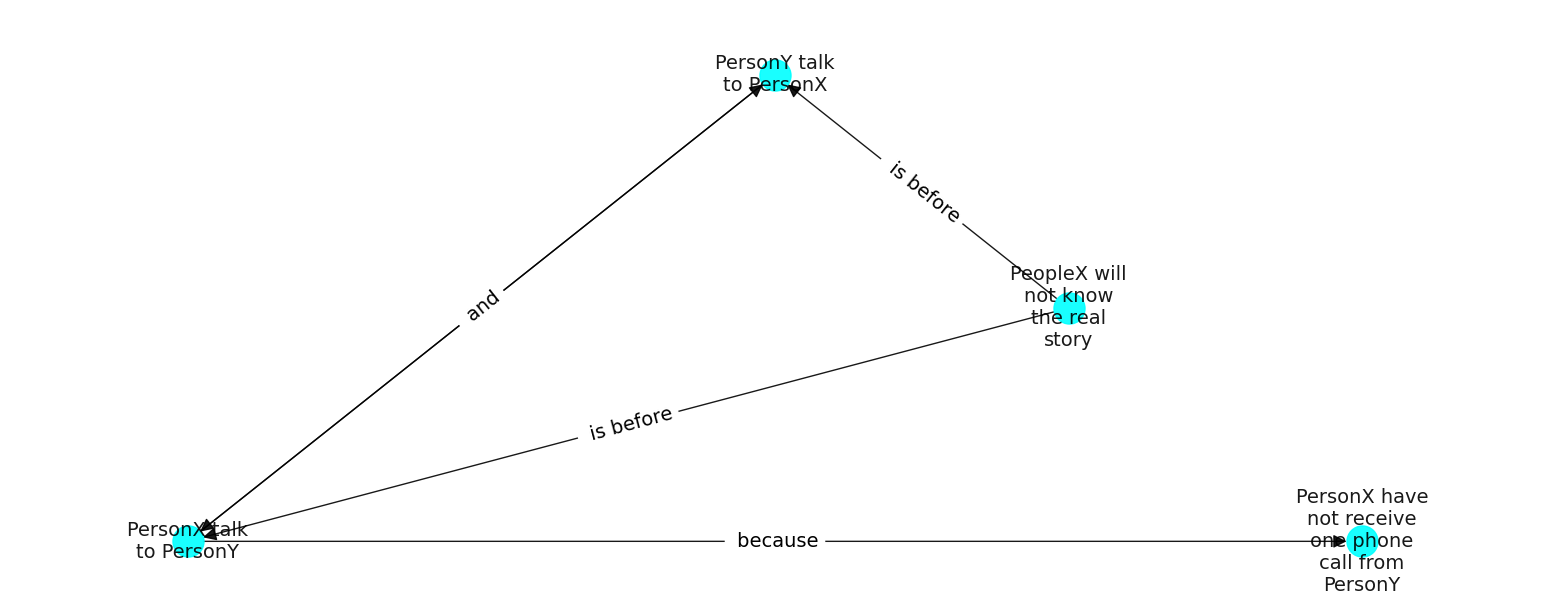 PersonY talk
to PersonX
is before
PeopleX will
not know
the real
story
and
is before
PersonX talk
to PersonY
because
PersonX have
not receive
one phone
call from
PersonY